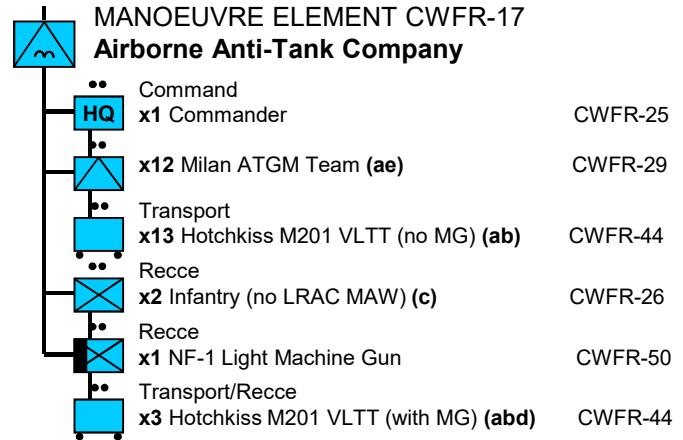 MANOEUVRE ELEMENT CWFR-17
Airborne Anti-Tank Company
Command
HQ x1 Commander CWFR-25
x12 Milan ATGM Team (ae) CWFR-29
Transport
x13 Hotchkiss M201 VLTT (no MG) (ab) CWFR-44
Recce
x2 Infantry (no LRAC MAW) (c) CWFR-26
Recce
x1 NF-1 Light Machine Gun CWFR-50
Transport/Recce
x3 Hotchkiss M201 VLTT (with MG) (abd) CWFR-44